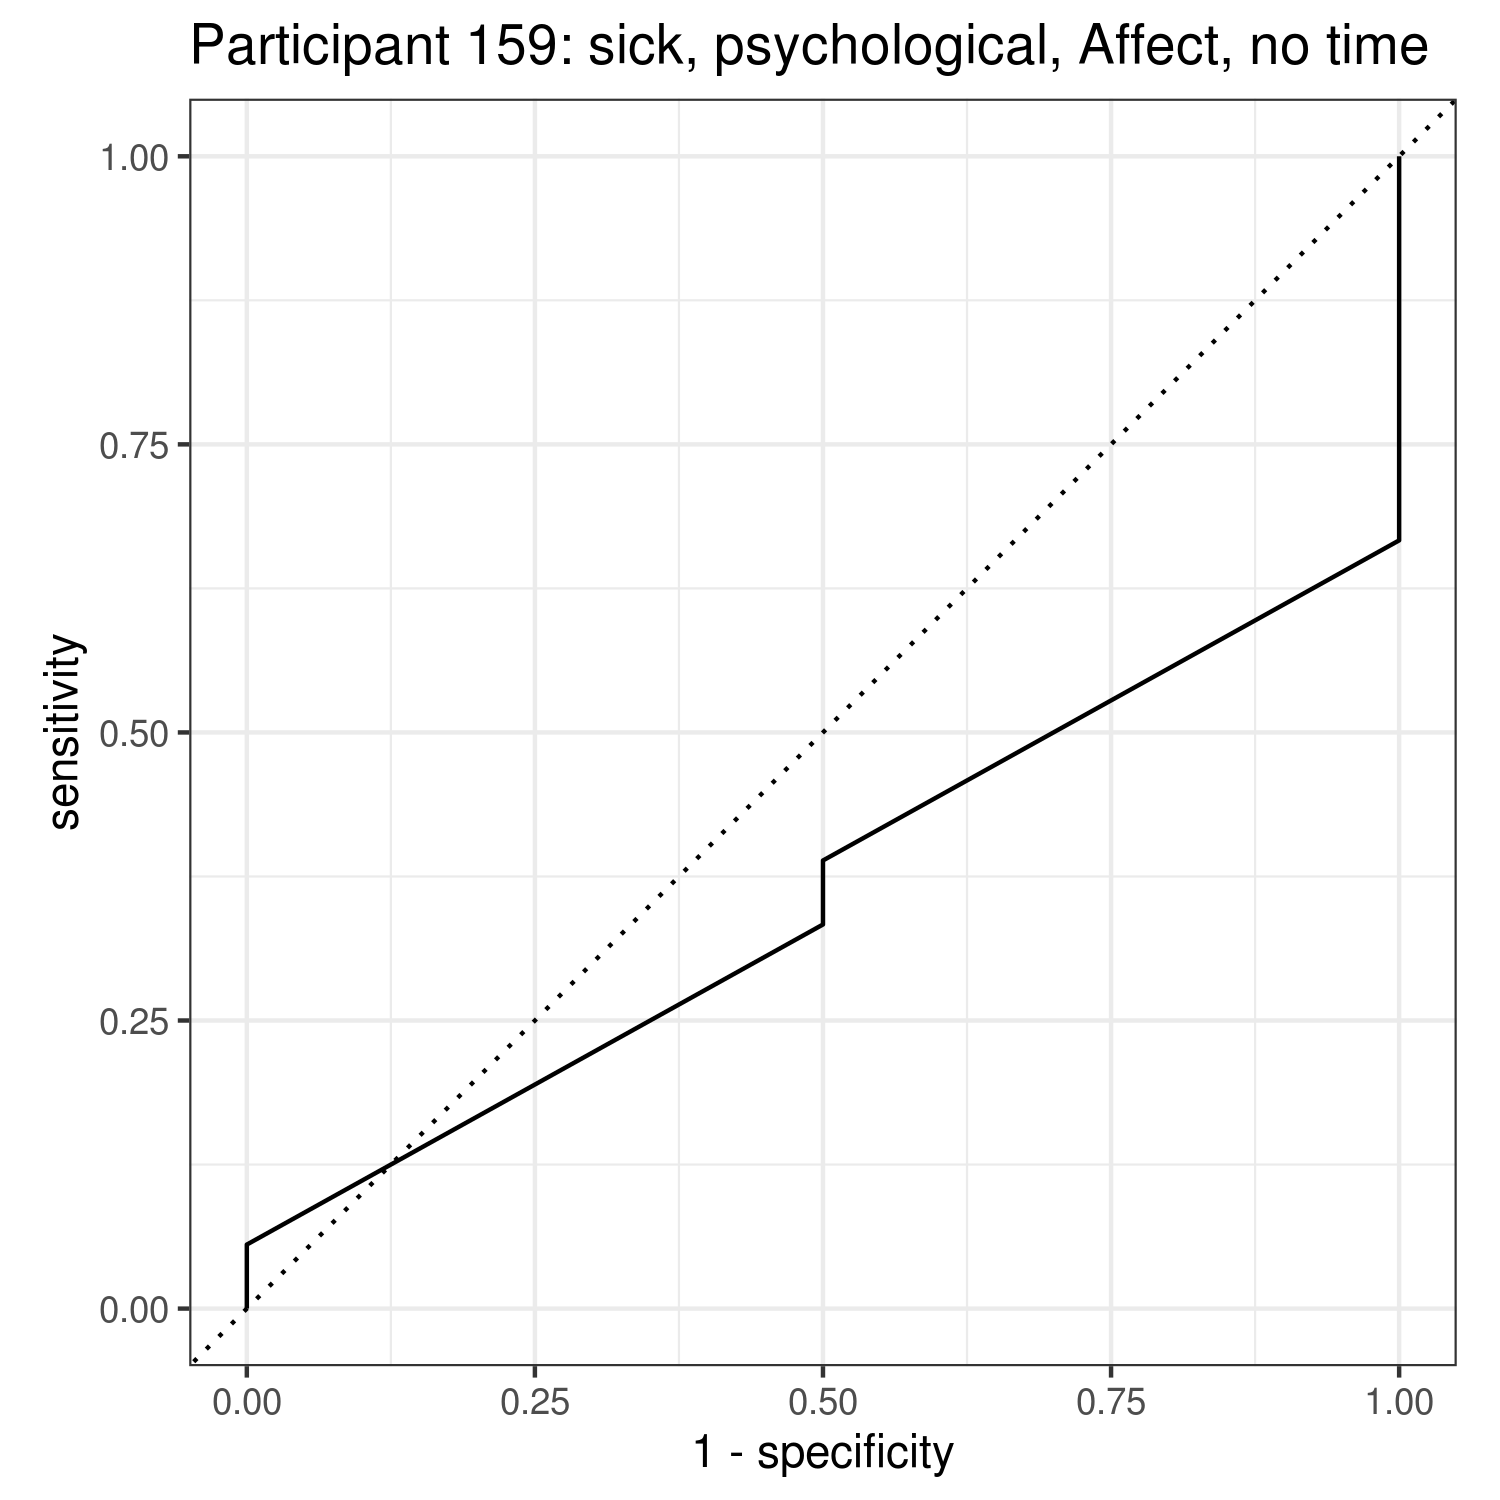 Participant 159: sick, psychological, Affect, no time
1.00
0.75
0.50
0.25
0.00
sensitivity
0.00 0.25 0.50 0.75 1.00
1 - specificity